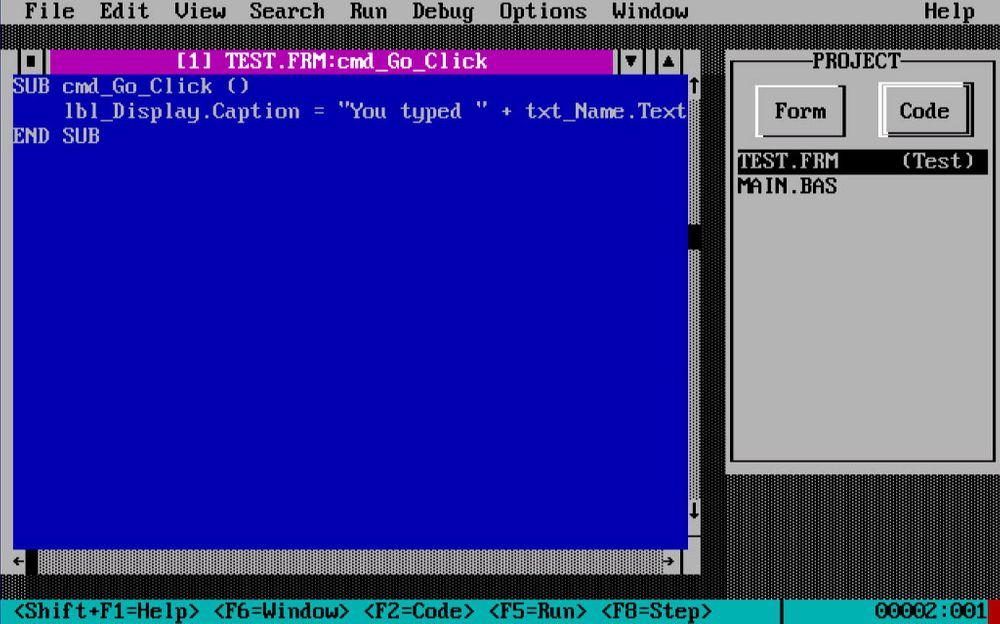 File Edit View Search Run Debug Options Window Help
[1] TEST.FRM:cmd_Go_Click
SUB cmd_Go_Click ()
    lbl_Display.Caption = "You typed " + txt_Name.Text
END SUB
PROJECT
Form Code
TEST.FRM (Test)
MAIN.BAS
<Shift+F1=Help> <F6=Window> <F2=Code> <F5=Run> <F8=Step> 00002:001